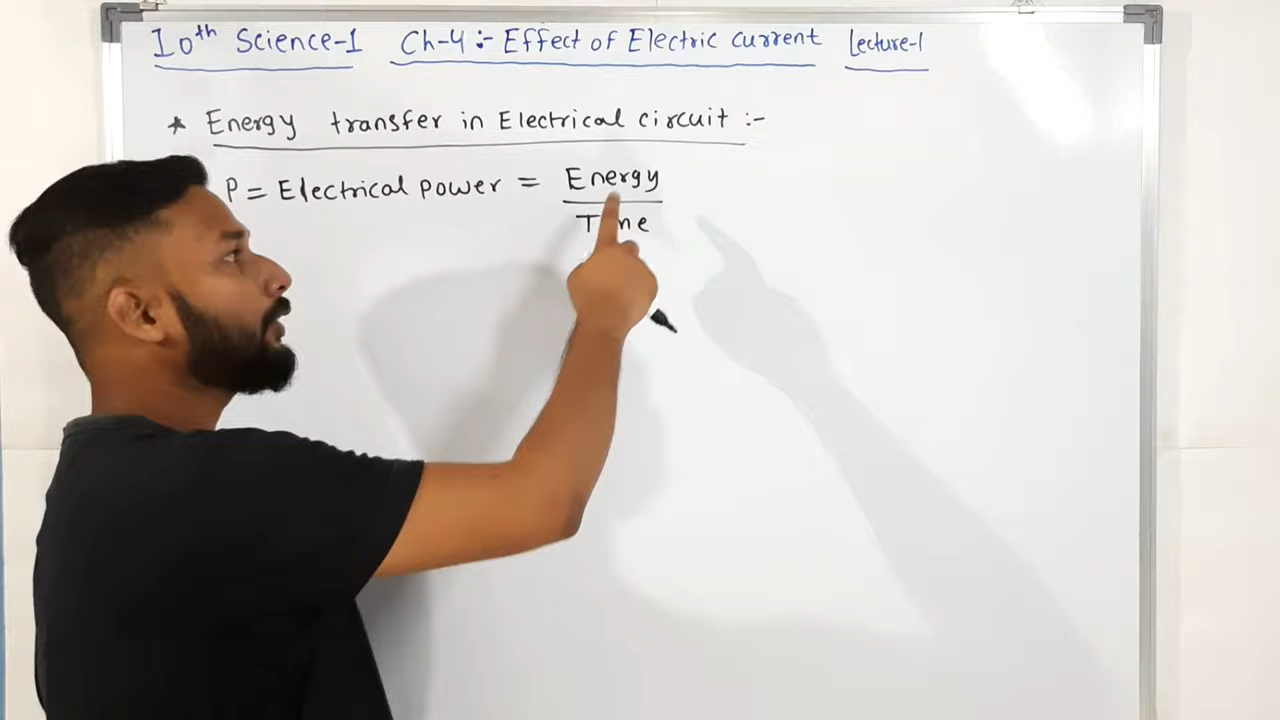 10th Science-1 Ch-4 :- Effect of Electric current Lecture-1
* Energy transfer in Electrical circuit :-
P = Electrical power = Energy
Time